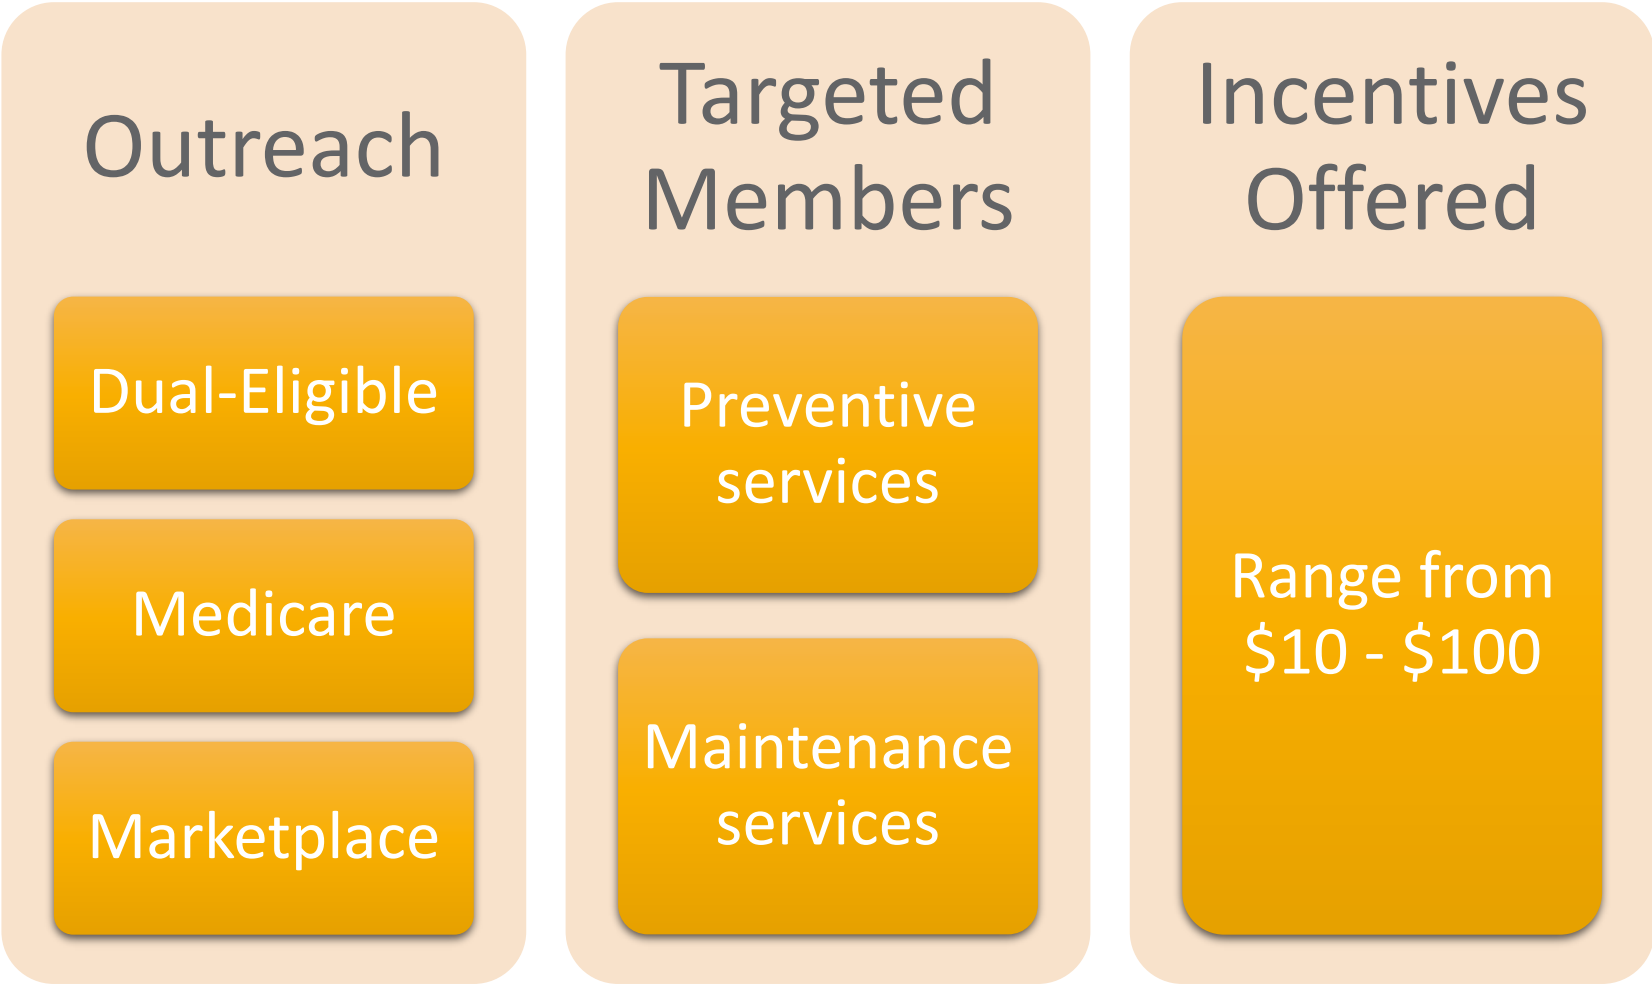 Outreach
Dual-Eligible
Medicare
Marketplace
Targeted
Members
Preventive
services
Maintenance
services
Incentives
Offered
Range from
$10 - $100